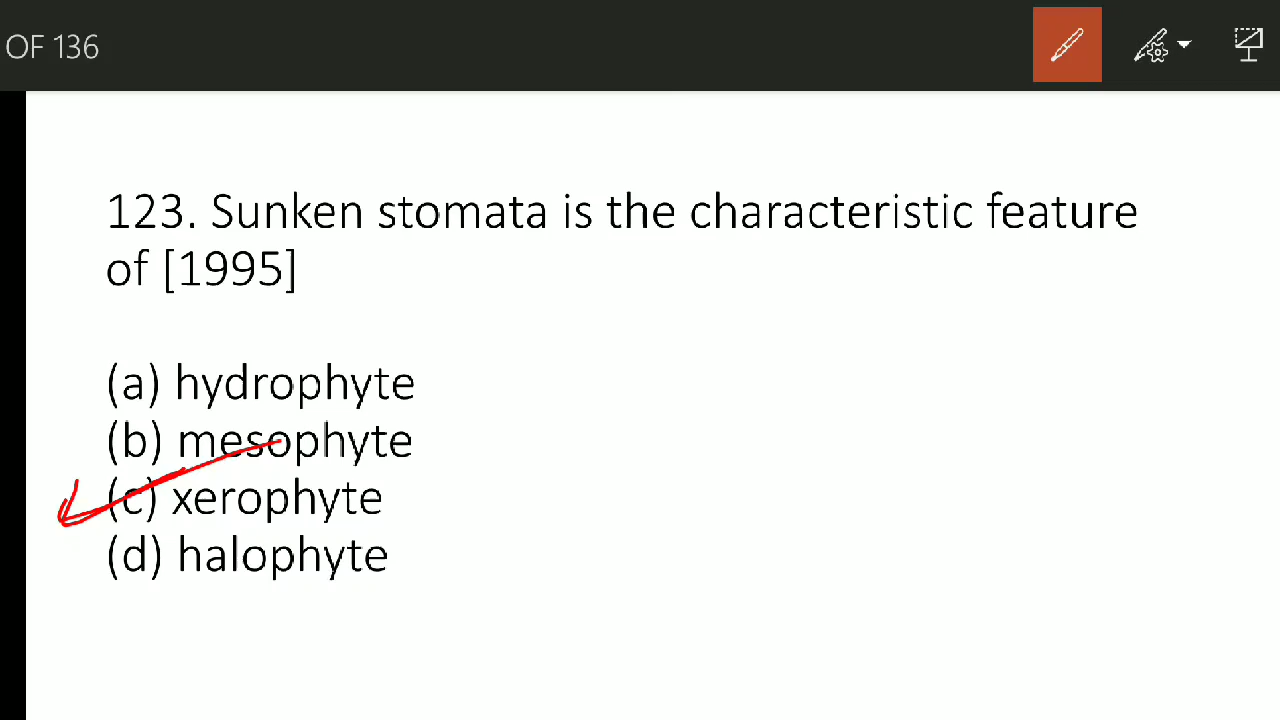 OF 136
123. Sunken stomata is the characteristic feature
of [1995]
(a) hydrophyte
(b) mesophyte
(c) xerophyte
(d) halophyte